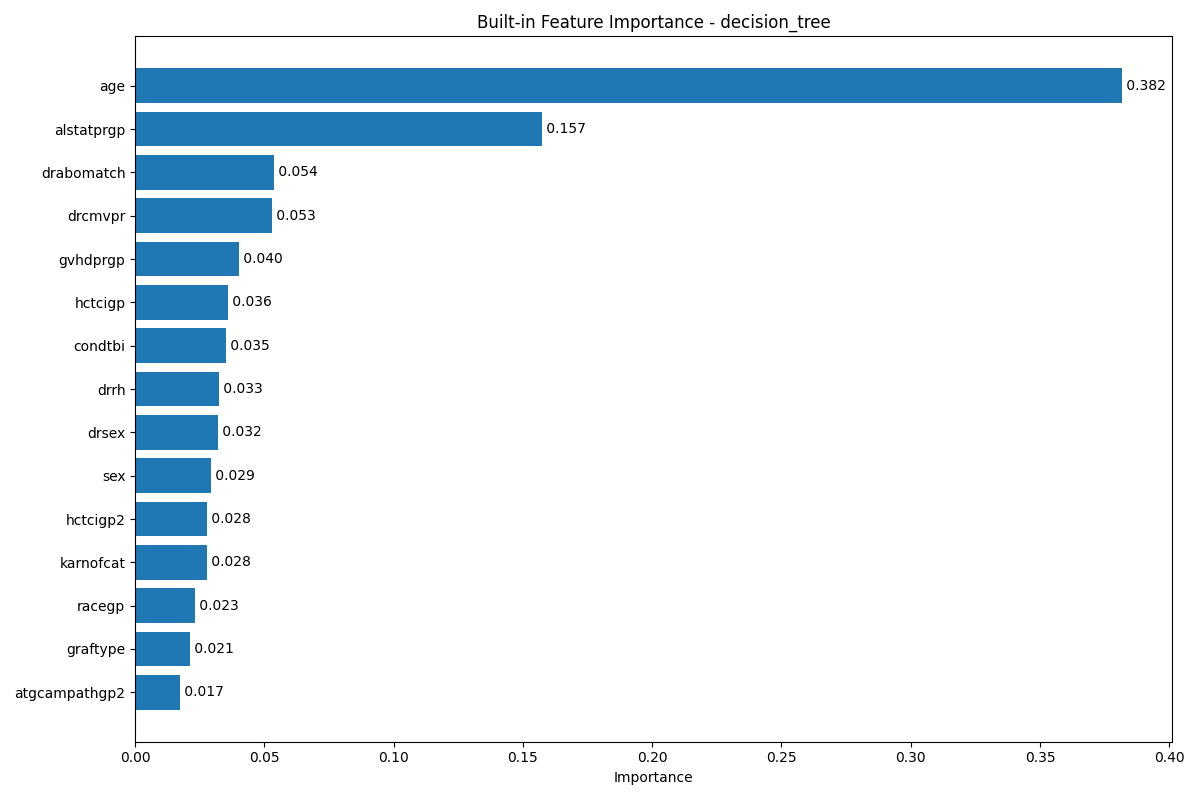 Built-in Feature Importance - decision_tree
age 0.382
alstatprgp 0.157
drabomatch 0.054
drcmvpr 0.053
gvhdprgp 0.040
hctcigp 0.036
condtbi 0.035
drrh 0.033
drsex 0.032
sex 0.029
hctcigp2 0.028
karnofcat 0.028
racegp 0.023
graftype 0.021
atgcampathgp2 0.017
0.00 0.05 0.10 0.15 0.20 0.25 0.30 0.35 0.40
Importance